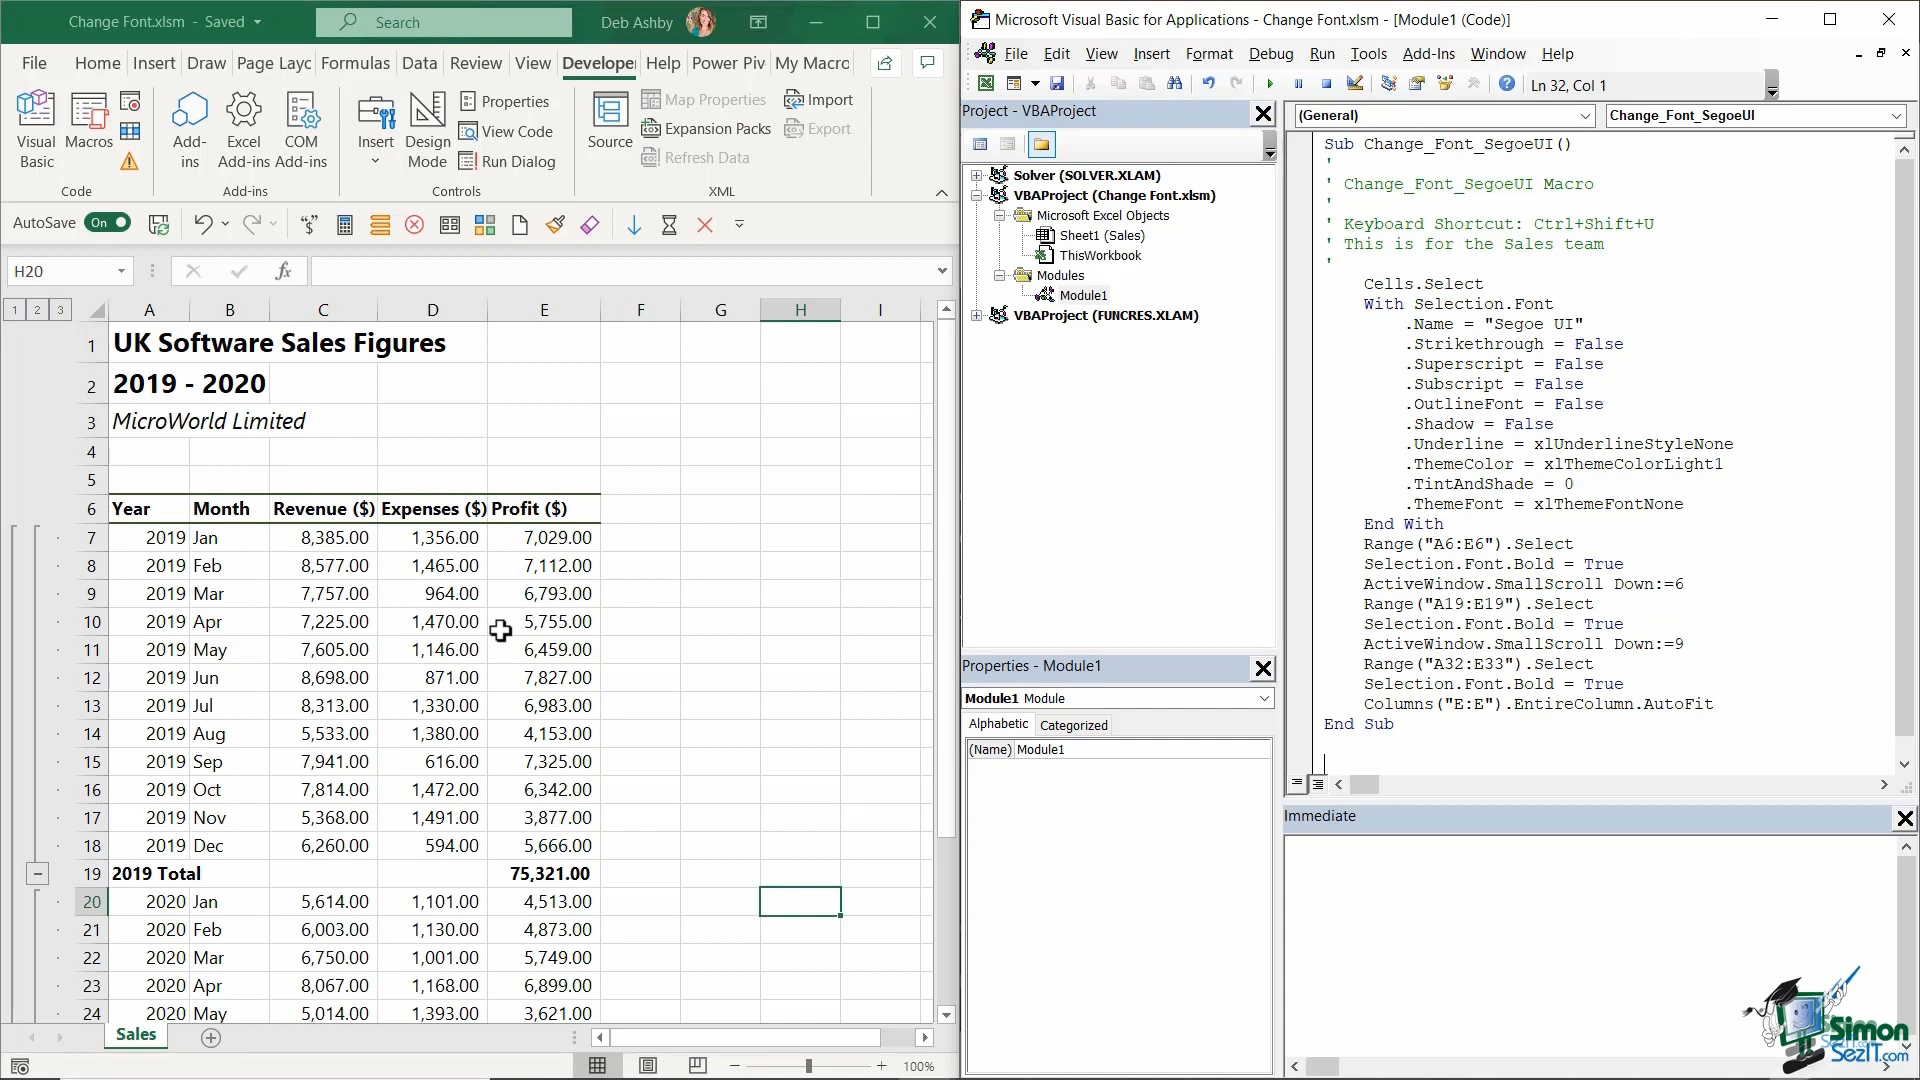 Change Font.xlsm - Saved
Search
Deb Ashby
File Home Insert Draw Page Layc Formulas Data Review View Develope Help Power Piv My Macro
Visual Basic
Macros
Code
Add-ins
Excel Add-ins
COM Add-ins
Add-ins
Insert
Design Mode
Properties
View Code
Run Dialog
Controls
Source
Map Properties
Expansion Packs
Refresh Data
Import
Export
XML
AutoSave On
H20
fx
1 2 3
A B C D E F G H I
1 UK Software Sales Figures
2 2019 - 2020
3 MicroWorld Limited
4
5
6 Year Month Revenue ($) Expenses ($) Profit ($)
7 2019 Jan 8,385.00 1,356.00 7,029.00
8 2019 Feb 8,577.00 1,465.00 7,112.00
9 2019 Mar 7,757.00 964.00 6,793.00
10 2019 Apr 7,225.00 1,470.00 5,755.00
11 2019 May 7,605.00 1,146.00 6,459.00
12 2019 Jun 8,698.00 871.00 7,827.00
13 2019 Jul 8,313.00 1,330.00 6,983.00
14 2019 Aug 5,533.00 1,380.00 4,153.00
15 2019 Sep 7,941.00 616.00 7,325.00
16 2019 Oct 7,814.00 1,472.00 6,342.00
17 2019 Nov 5,368.00 1,491.00 3,877.00
18 2019 Dec 6,260.00 594.00 5,666.00
19 2019 Total 75,321.00
20 2020 Jan 5,614.00 1,101.00 4,513.00
21 2020 Feb 6,003.00 1,130.00 4,873.00
22 2020 Mar 6,750.00 1,001.00 5,749.00
23 2020 Apr 8,067.00 1,168.00 6,899.00
24 2020 May 5,014.00 1,393.00 3,621.00
Sales
100%
Microsoft Visual Basic for Applications - Change Font.xlsm - [Module1 (Code)]
File Edit View Insert Format Debug Run Tools Add-Ins Window Help
Ln 32, Col 1
Project - VBAProject
Solver (SOLVER.XLAM)
VBAProject (Change Font.xlsm)
Microsoft Excel Objects
Sheet1 (Sales)
ThisWorkbook
Modules
Module1
VBAProject (FUNCRES.XLAM)
Properties - Module1
Module1 Module
Alphabetic Categorized
(Name) Module1
(General) Change_Font_SegoeUI
Sub Change_Font_SegoeUI()
'
' Change_Font_SegoeUI Macro
'
' Keyboard Shortcut: Ctrl+Shift+U
' This is for the Sales team
'
Cells.Select
With Selection.Font
.Name = "Segoe UI"
.Strikethrough = False
.Superscript = False
.Subscript = False
.OutlineFont = False
.Shadow = False
.Underline = xlUnderlineStyleNone
.ThemeColor = xlThemeColorLight1
.TintAndShade = 0
.ThemeFont = xlThemeFontNone
End With
Range("A6:E6").Select
Selection.Font.Bold = True
ActiveWindow.SmallScroll Down:=6
Range("A19:E19").Select
Selection.Font.Bold = True
ActiveWindow.SmallScroll Down:=9
Range("A32:E33").Select
Selection.Font.Bold = True
Columns("E:E").EntireColumn.AutoFit
End Sub
Immediate
Simon
SezIT.com